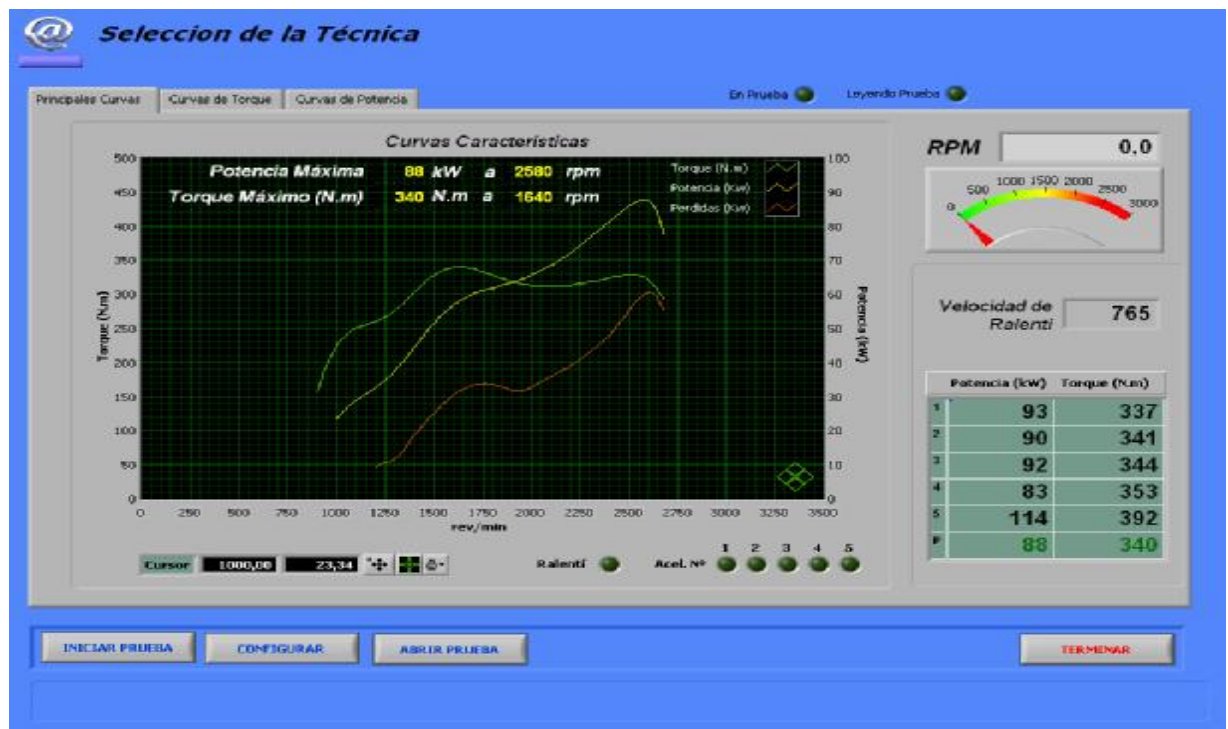 Seleccion de la Técnica
Principales Curvas
Curvas de Torque
Curvas de Potencia
En Prueba
Leyendo Prueba
Curvas Características
Potencia Máxima 88 kW a 2580 rpm
Torque Máximo (N.m) 340 N.m a 1640 rpm
Torque (N.m)
Potencia (Kw)
Perdidas (Kw)
500
450
400
350
300
250
200
150
100
50
0
Torque (N.m)
100
90
80
70
60
50
40
30
20
10
0
Potencia (kW)
0 250 500 750 1000 1250 1500 1750 2000 2250 2500 2750 3000 3250 3500
rev/min
Cursor 1000,00 23,34
Ralentí
Acel. Nº
1 2 3 4 5
RPM 0,0
0 500 1000 1500 2000 2500 3000
Velocidad de
Ralenti
765
Potencia (kW) Torque (N.m)
1 93 337
2 90 341
3 92 344
4 83 353
5 114 392
P 88 340
INICIAR PRUEBA
CONFIGURAR
ABRIR PRUEBA
TERMINAR